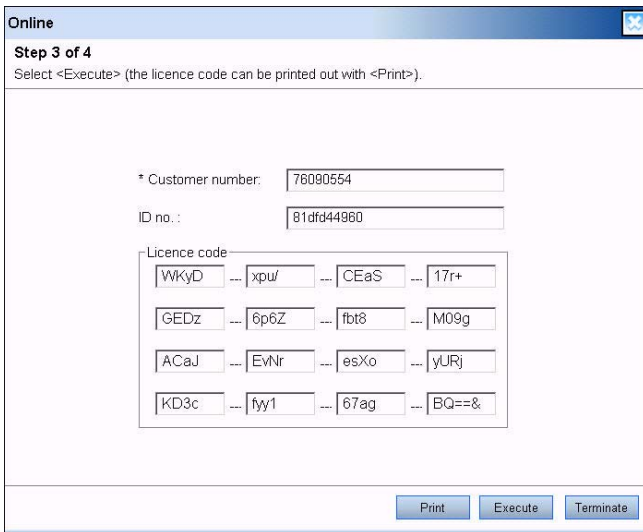 Online
Step 3 of 4
Select <Execute> (the licence code can be printed out with <Print>).
* Customer number: 76090554
ID no. : 81dfd44960
Licence code
WKyD --- xpu/ --- CEaS --- 17r+
GEDz --- 6p6Z --- fbt8 --- M09g
ACaJ --- EvNr --- esXo --- yURj
KD3c --- fyy1 --- 67ag --- BQ==&
Print Execute Terminate